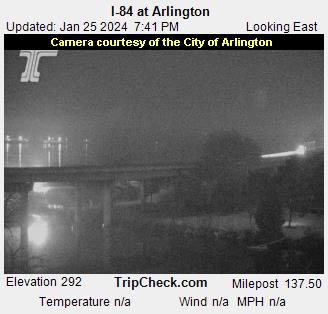 I-84 at Arlington
Updated: Jan 25 2024 7:41 PM Looking East
Camera courtesy of the City of Arlington
Elevation 292 TripCheck.com Milepost 137.50
Temperature n/a Wind n/a MPH n/a